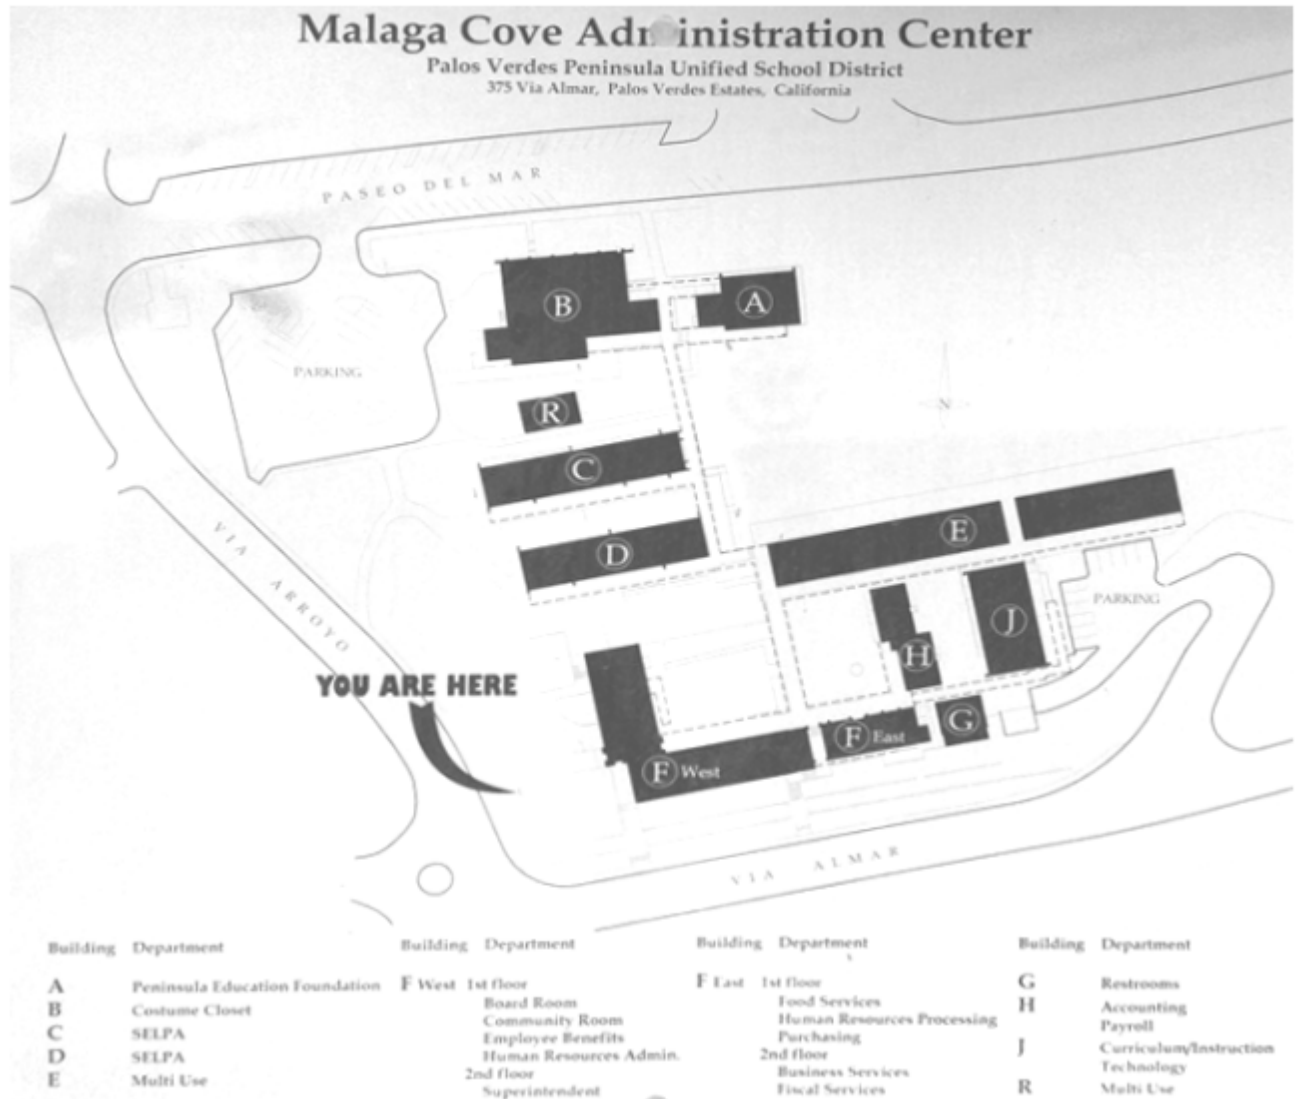 Malaga Cove Administration Center
Palos Verdes Peninsula Unified School District
375 Via Almar, Palos Verdes Estates, California
PASEO DEL MAR
B
A
PARKING
R
N
C
VIA ARROYO
D
E
PARKING
J
H
YOU ARE HERE
G
F East
F West
VIA ALMAR
Building Department
A Peninsula Education Foundation
B Costume Closet
C SELPA
D SELPA
E Multi Use
Building Department
F West 1st floor
Board Room
Community Room
Employee Benefits
Human Resources Admin.
2nd floor
Superintendent
Building Department
F East 1st floor
Food Services
Human Resources Processing
Purchasing
2nd floor
Business Services
Fiscal Services
Building Department
G Restrooms
H Accounting
Payroll
J Curriculum/Instruction
Technology
R Multi Use